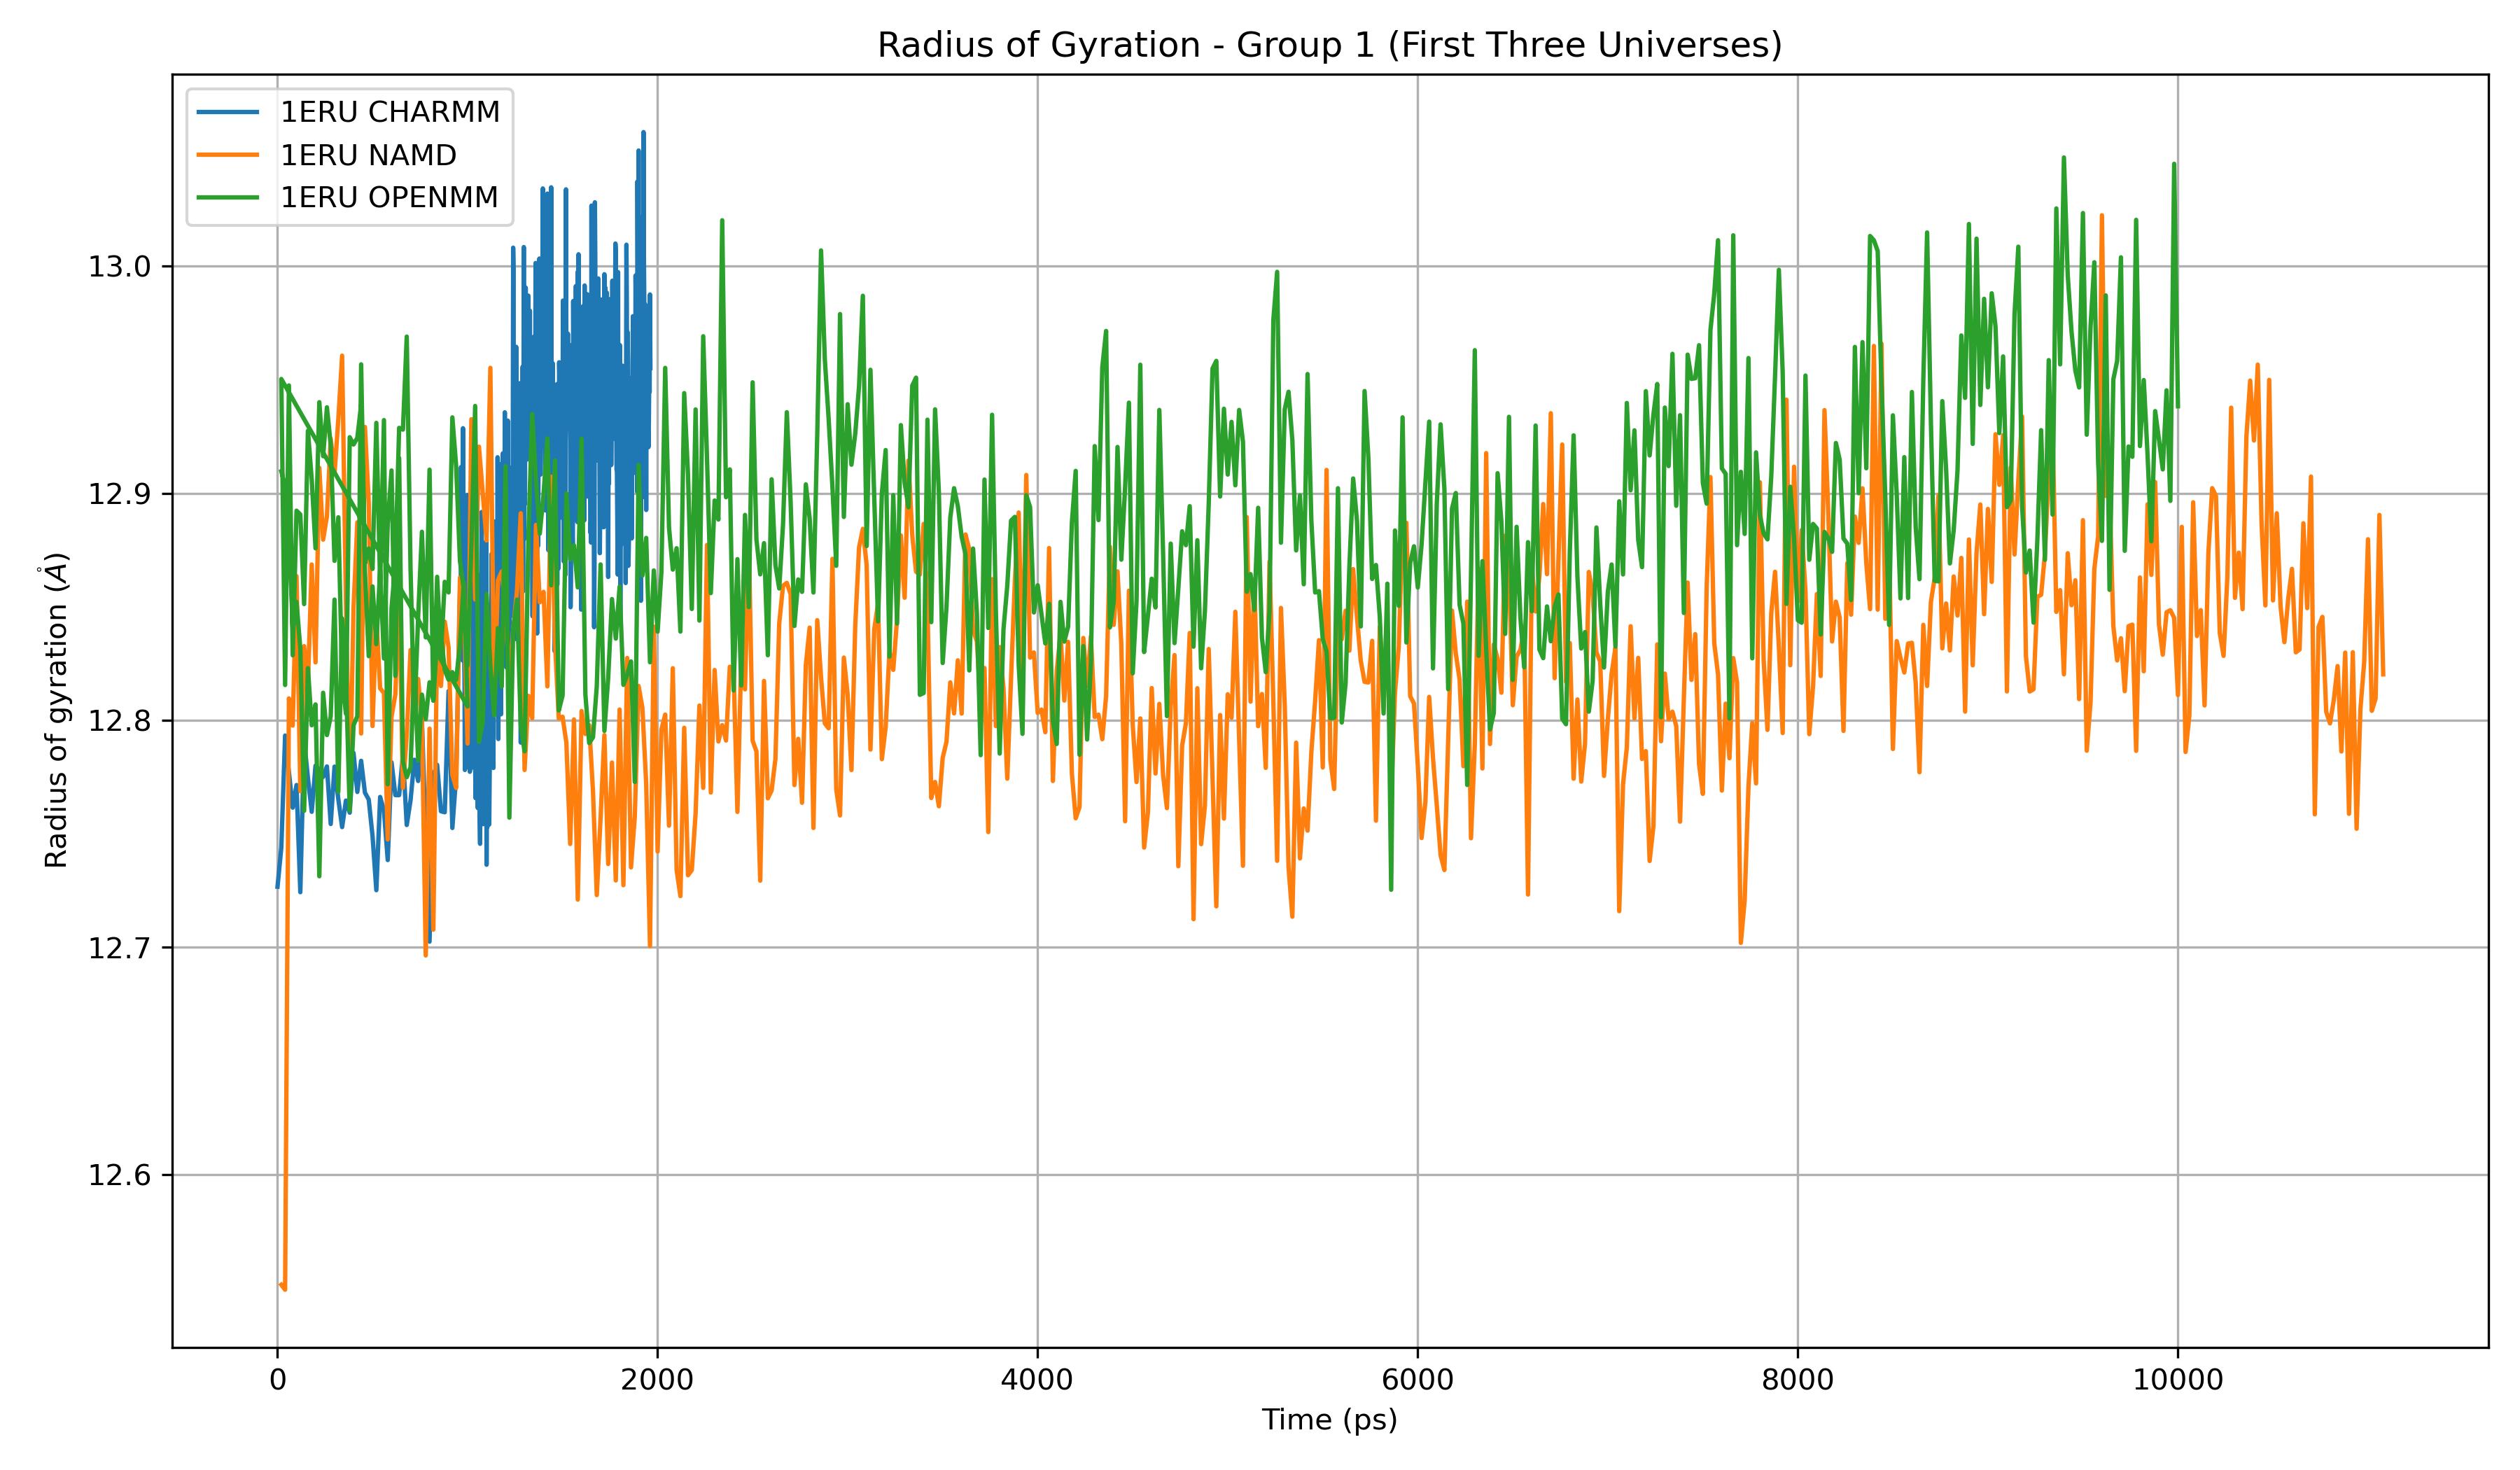 Radius of Gyration - Group 1 (First Three Universes)
1ERU CHARMM
1ERU NAMD
1ERU OPENMM
Radius of gyration (Å)
13.0
12.9
12.8
12.7
12.6
0 2000 4000 6000 8000 10000
Time (ps)